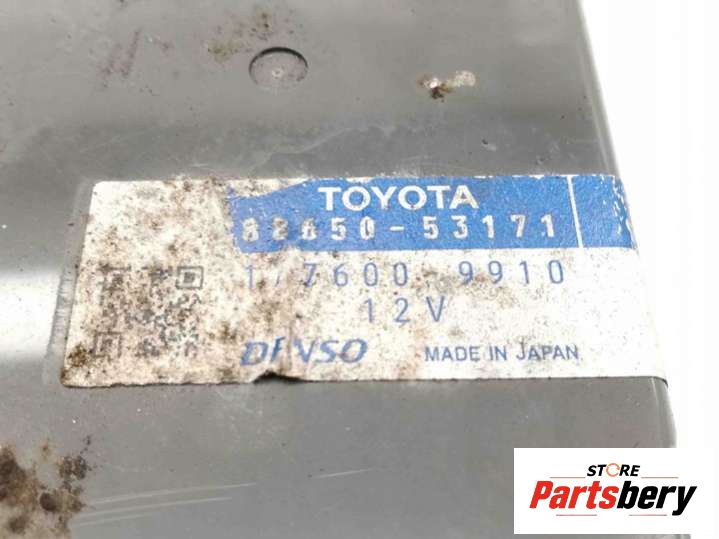 TOYOTA
88650-53171
177600-9910
12V
DENSO
MADE IN JAPAN
STORE
Partsbery